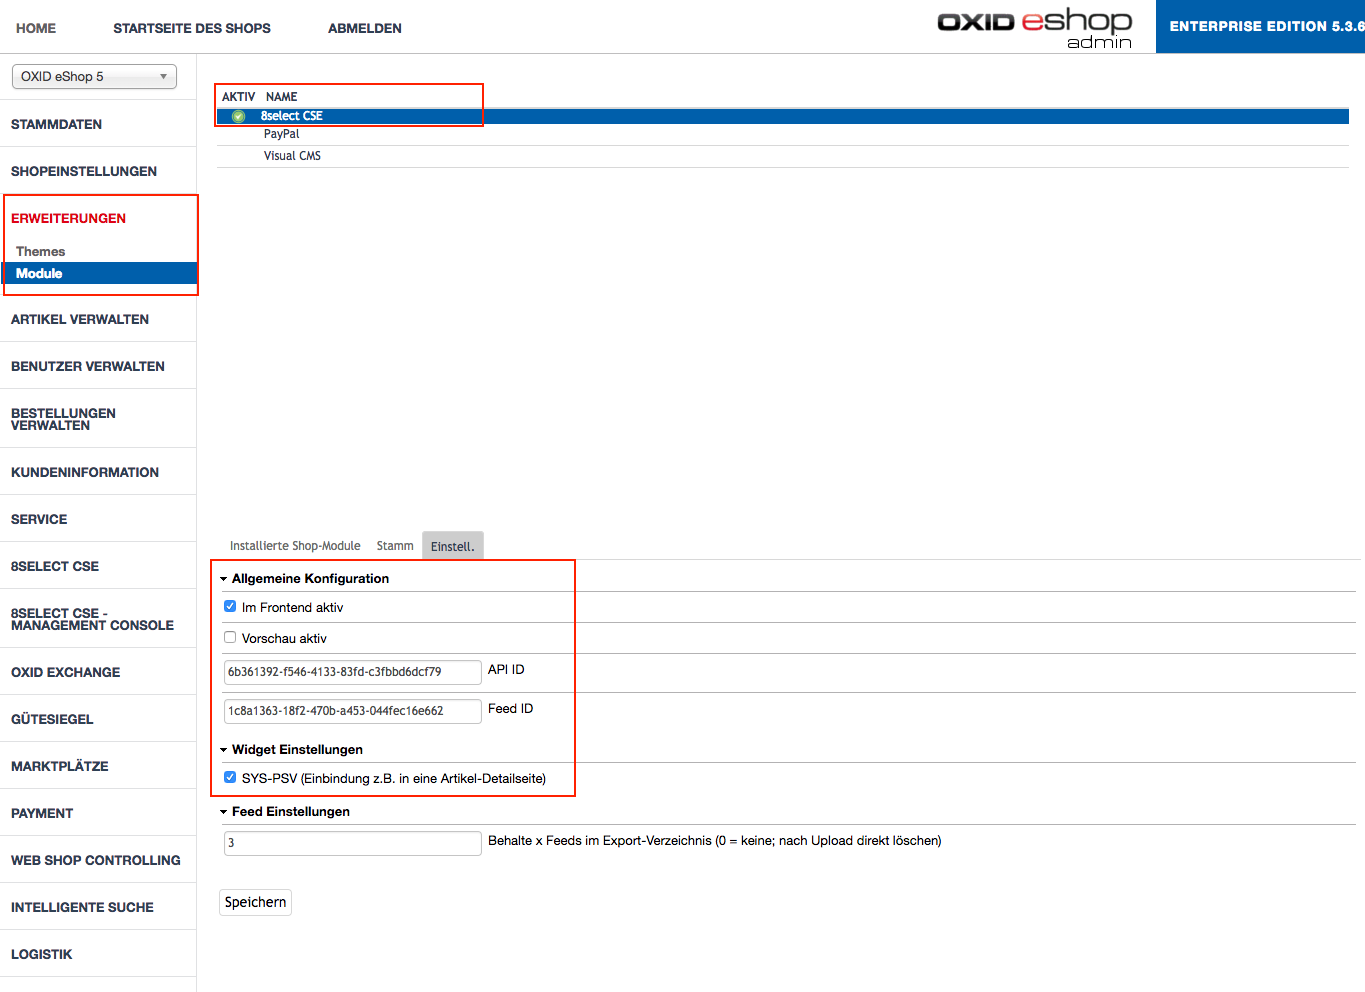 HOME
STARTSEITE DES SHOPS
ABMELDEN
OXID eshop
admin
ENTERPRISE EDITION 5.3.6
OXID eShop 5
STAMMDATEN
SHOPEINSTELLUNGEN
ERWEITERUNGEN
Themes
Module
ARTIKEL VERWALTEN
BENUTZER VERWALTEN
BESTELLUNGEN
VERWALTEN
KUNDENINFORMATION
SERVICE
8SELECT CSE
8SELECT CSE -
MANAGEMENT CONSOLE
OXID EXCHANGE
GÜTESIEGEL
MARKTPLÄTZE
PAYMENT
WEB SHOP CONTROLLING
INTELLIGENTE SUCHE
LOGISTIK
AKTIV NAME
8select CSE
PayPal
Visual CMS
Installierte Shop-Module Stamm Einstell.
Allgemeine Konfiguration
Im Frontend aktiv
Vorschau aktiv
6b361392-f546-4133-83fd-c3fbbd6dcf79 API ID
1c8a1363-18f2-470b-a453-044fec16e662 Feed ID
Widget Einstellungen
SYS-PSV (Einbindung z.B. in eine Artikel-Detailseite)
Feed Einstellungen
3 Behalte x Feeds im Export-Verzeichnis (0 = keine; nach Upload direkt löschen)
Speichern